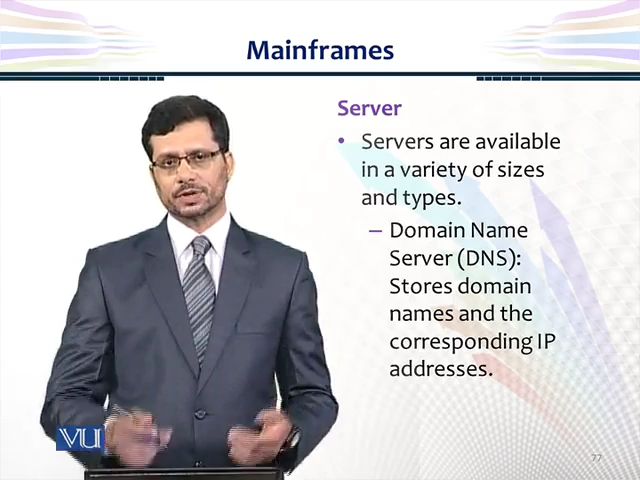 Mainframes
Server
• Servers are available
in a variety of sizes
and types.
– Domain Name
Server (DNS):
Stores domain
names and the
corresponding IP
addresses.
VU
77